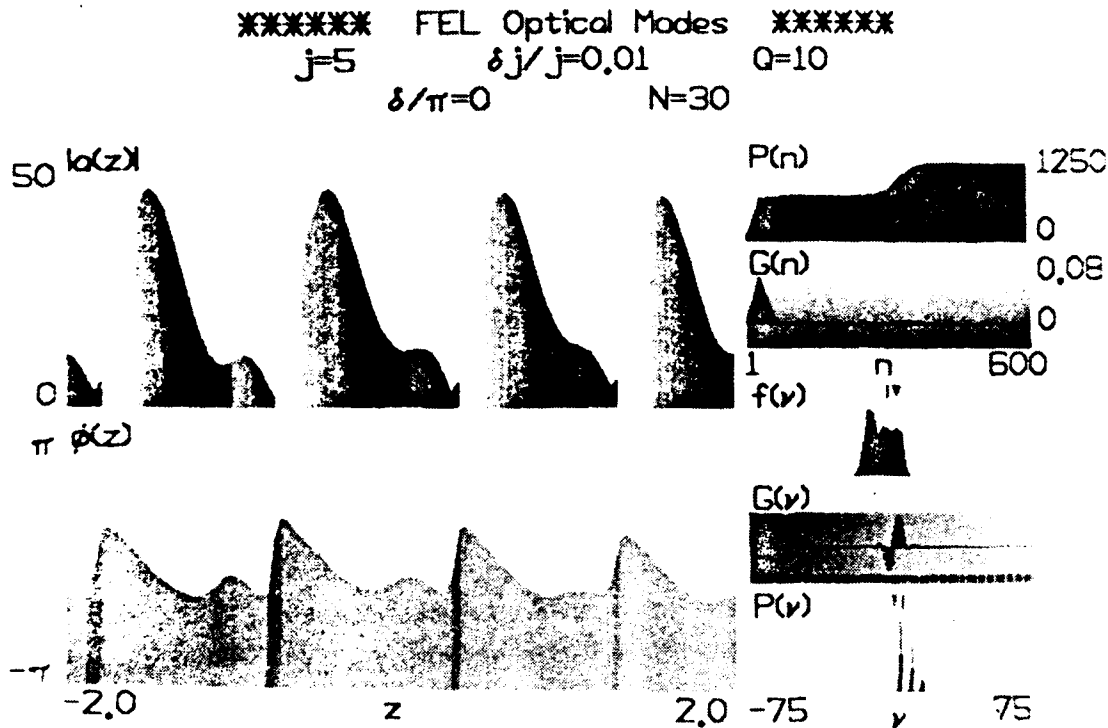 ****** FEL Optical Modes ******
j=5 δj/j=0.01 Q=10
δ/π=0 N=30
50 |a(z)|
0
π φ(z)
-π
-2.0 z 2.0
P(n) 1250
0
G(n) 0.08
0
1 n 600
f(ν)
G(ν)
P(ν)
-75 ν 75